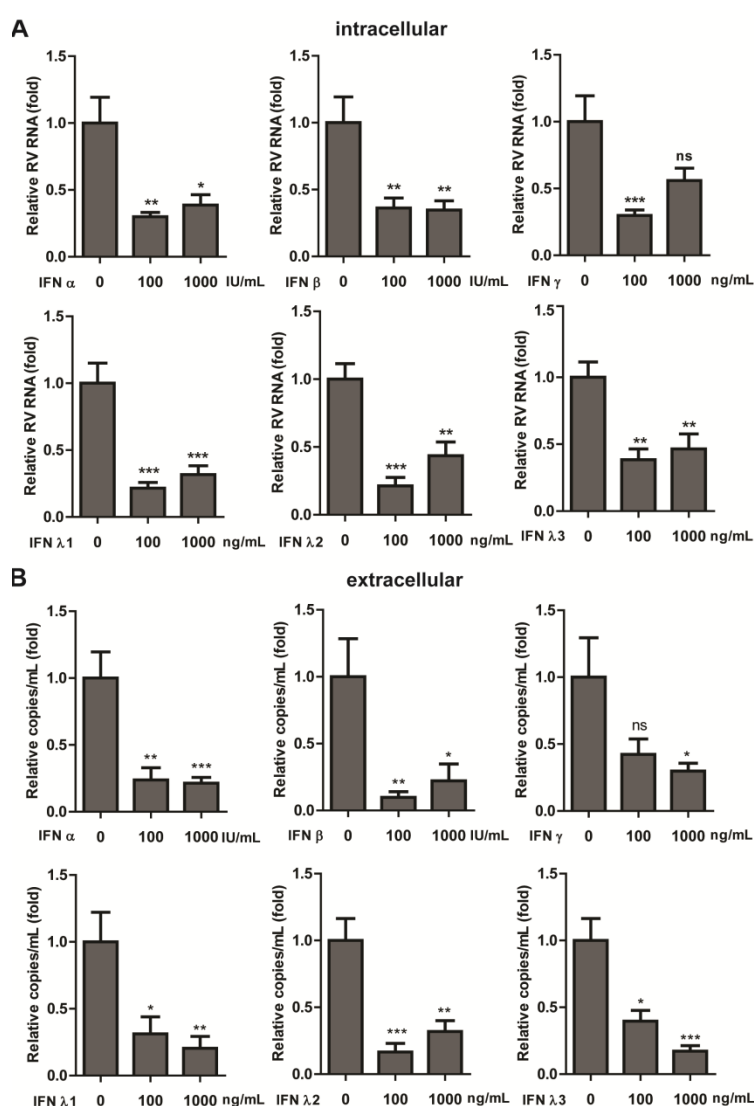 A
intracellular
Relative RV RNA (fold)
1.5
1.0
0.5
0.0
**
*
IFN α 0 100 1000 IU/mL
Relative RV RNA (fold)
1.5
1.0
0.5
0.0
**
**
IFN β 0 100 1000 IU/mL
Relative RV RNA (fold)
1.5
1.0
0.5
0.0
***
ns
IFN γ 0 100 1000 ng/mL
Relative RV RNA (fold)
1.5
1.0
0.5
0.0
***
***
IFN λ1 0 100 1000 ng/mL
Relative RV RNA (fold)
1.5
1.0
0.5
0.0
***
**
IFN λ2 0 100 1000 ng/mL
Relative RV RNA (fold)
1.5
1.0
0.5
0.0
**
**
IFN λ3 0 100 1000 ng/mL
B
extracellular
Relative copies/mL (fold)
1.5
1.0
0.5
0.0
**
***
IFN α 0 100 1000 IU/mL
Relative copies/mL (fold)
1.5
1.0
0.5
0.0
**
*
IFN β 0 100 1000 IU/mL
Relative copies/mL (fold)
1.5
1.0
0.5
0.0
ns
*
IFN γ 0 100 1000 ng/mL
Relative copies/mL (fold)
1.5
1.0
0.5
0.0
*
**
IFN λ1 0 100 1000 ng/mL
Relative copies/mL (fold)
1.5
1.0
0.5
0.0
***
**
IFN λ2 0 100 1000 ng/mL
Relative copies/mL (fold)
1.5
1.0
0.5
0.0
*
***
IFN λ3 0 100 1000 ng/mL